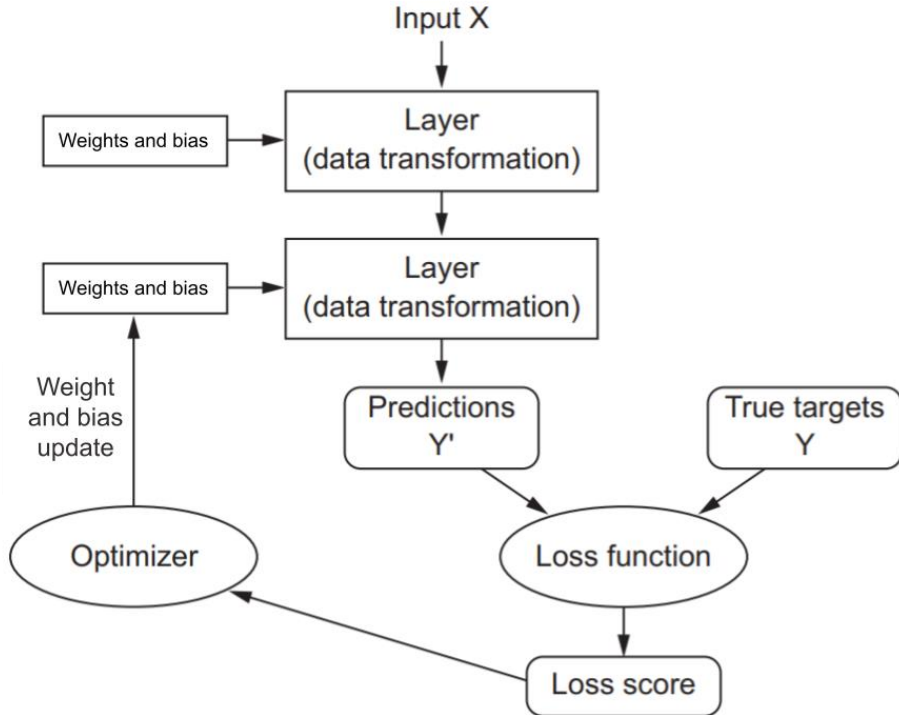 Input X
Weights and bias
Layer
(data transformation)
Weights and bias
Layer
(data transformation)
Weight
and bias
update
Predictions
Y'
True targets
Y
Optimizer
Loss function
Loss score